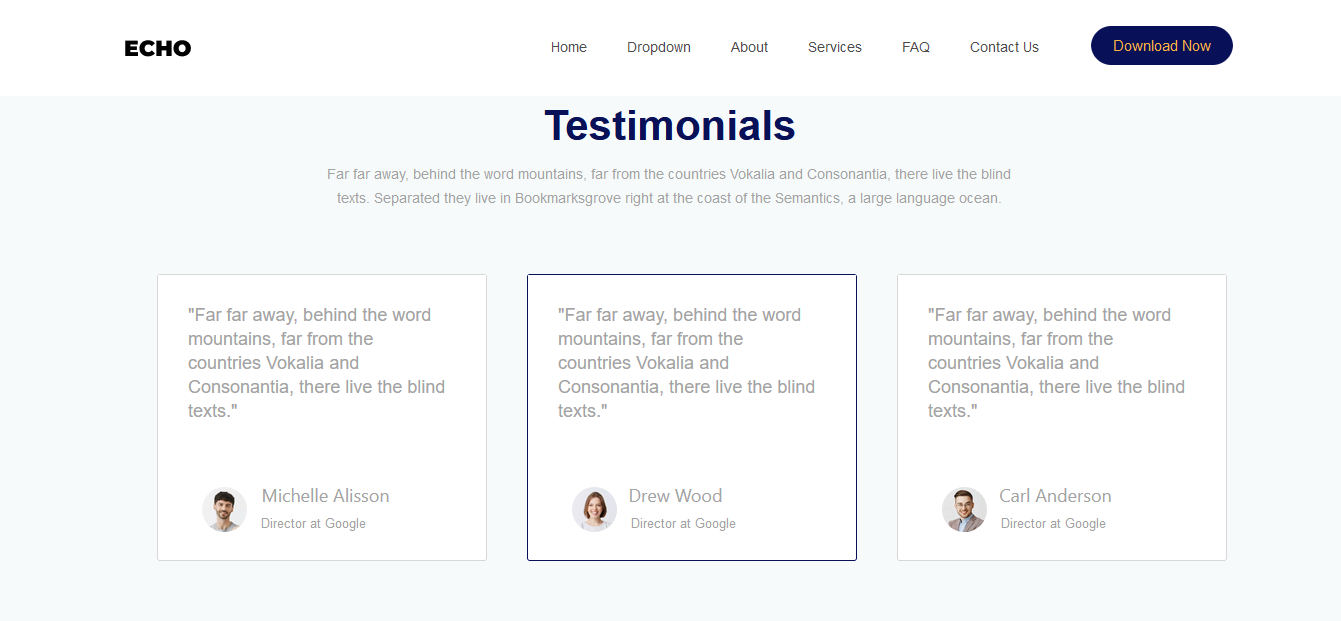 ECHO
Home Dropdown About Services FAQ Contact Us Download Now
Testimonials
Far far away, behind the word mountains, far from the countries Vokalia and Consonantia, there live the blind
texts. Separated they live in Bookmarksgrove right at the coast of the Semantics, a large language ocean.
"Far far away, behind the word
mountains, far from the
countries Vokalia and
Consonantia, there live the blind
texts."
Michelle Alisson
Director at Google
"Far far away, behind the word
mountains, far from the
countries Vokalia and
Consonantia, there live the blind
texts."
Drew Wood
Director at Google
"Far far away, behind the word
mountains, far from the
countries Vokalia and
Consonantia, there live the blind
texts."
Carl Anderson
Director at Google